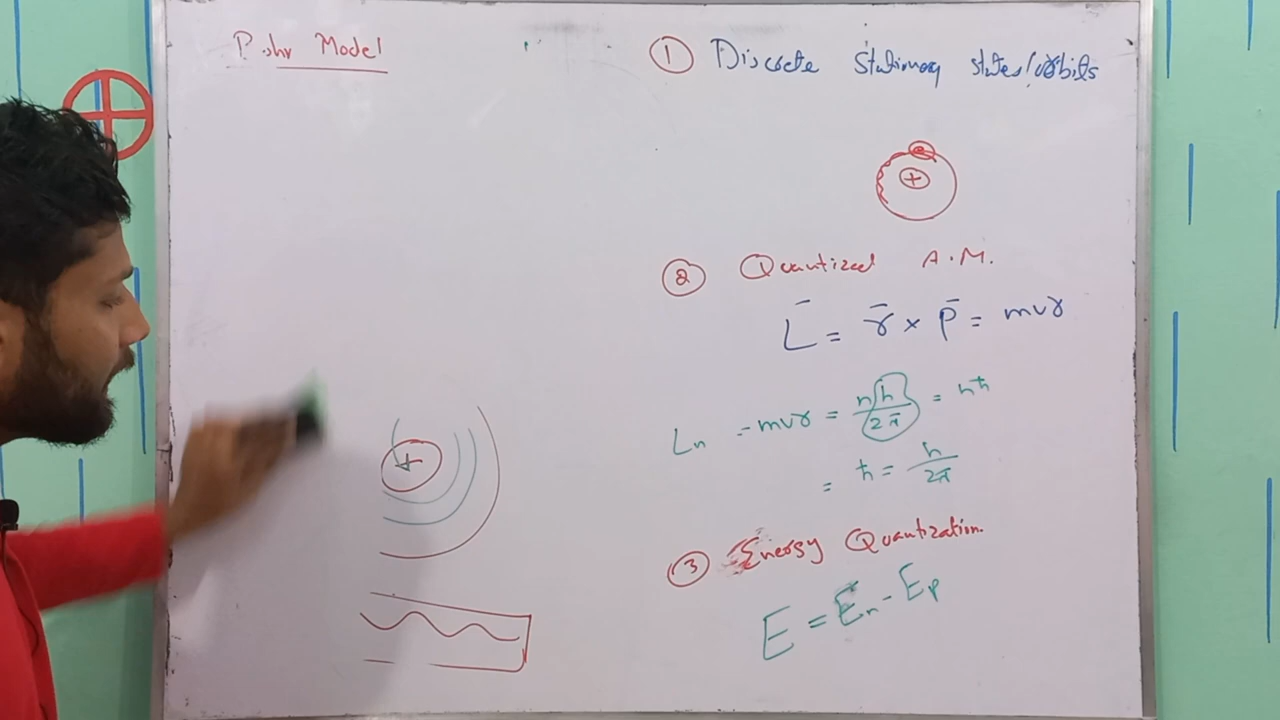 Bohr Model
① Discrete Stationary states/orbits
e
+
② Quantized A.M.
L̄ = r̄ × p̄ = mvr
Lₙ = mvr = nh/2π = nħ
= ħ = h/2π
+
③ Energy Quantization.
E = Eₙ - Eₚ